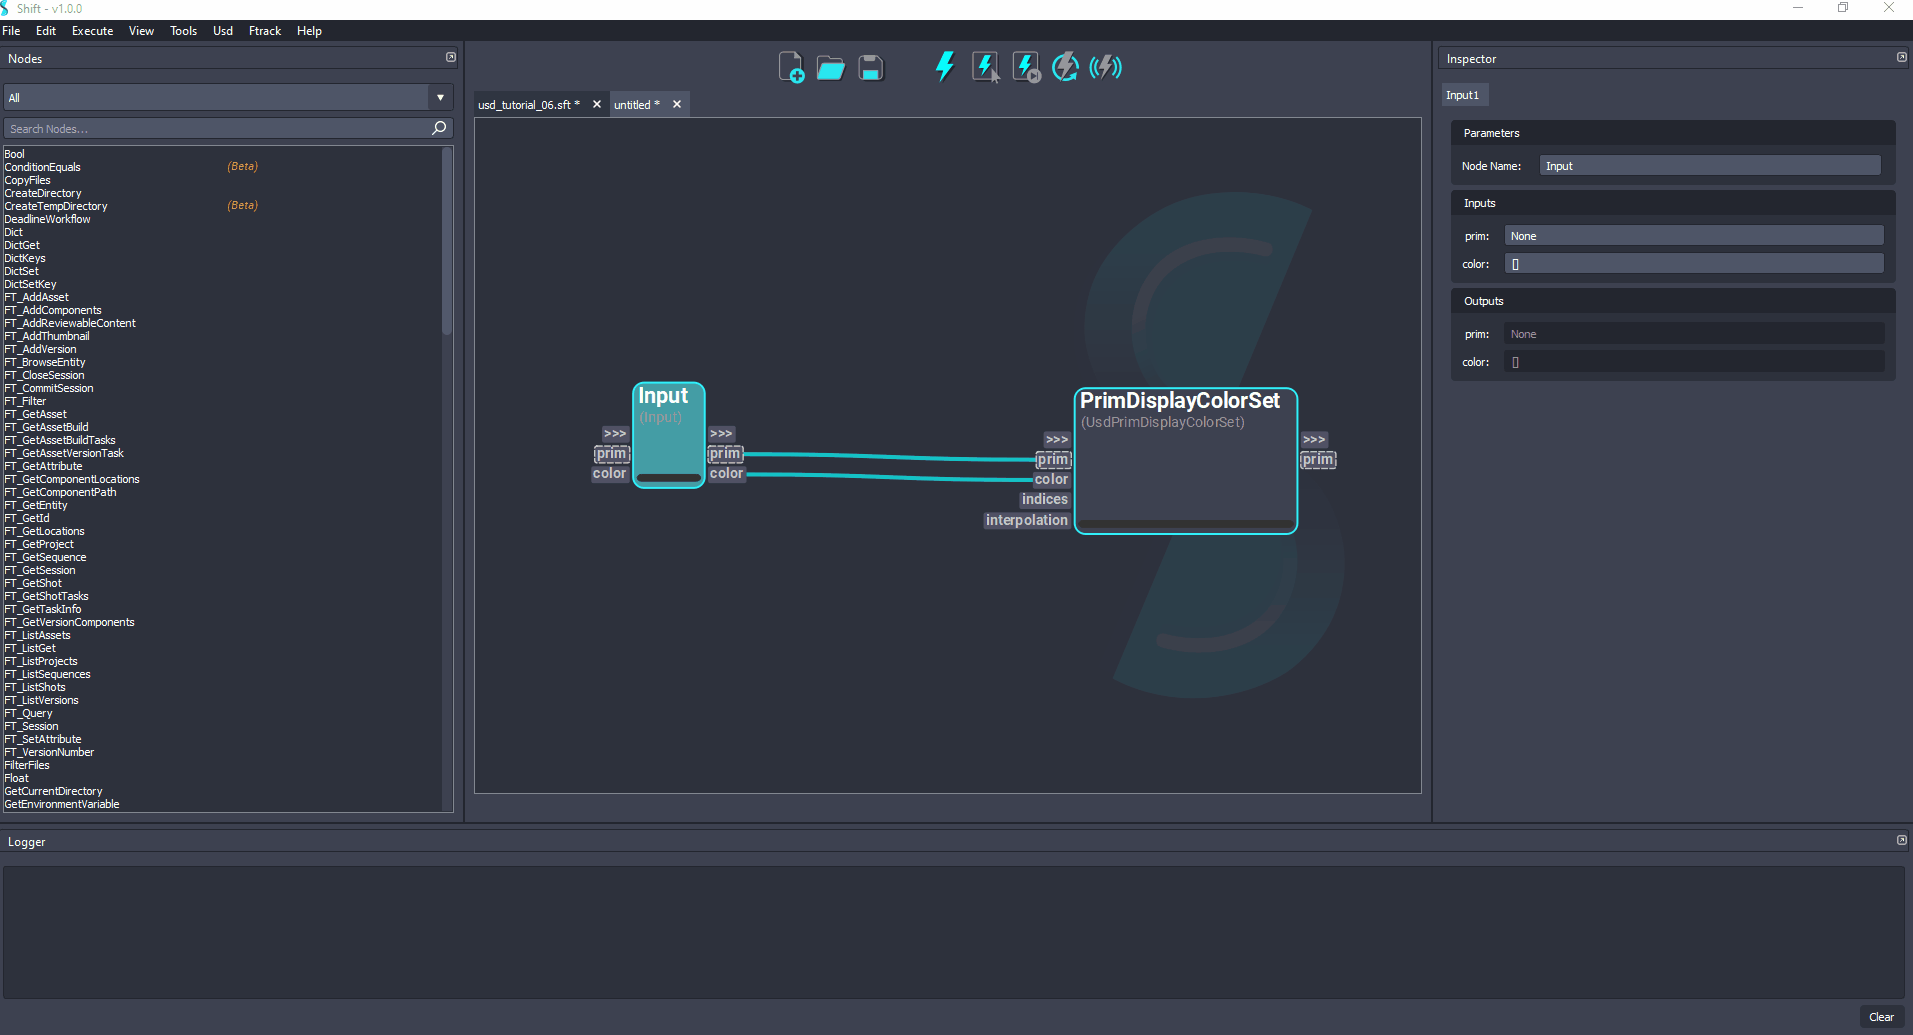 Shift - v1.0.0
File Edit Execute View Tools Usd Ftrack Help
Nodes
All
Search Nodes...
Bool
ConditionEquals (Beta)
CopyFiles
CreateDirectory
CreateTempDirectory (Beta)
DeadlineWorkflow
Dict
DictGet
DictKeys
DictSet
DictSetKey
FT_AddAsset
FT_AddComponents
FT_AddReviewableContent
FT_AddThumbnail
FT_AddVersion
FT_BrowseEntity
FT_CloseSession
FT_CommitSession
FT_Filter
FT_GetAsset
FT_GetAssetBuild
FT_GetAssetBuildTasks
FT_GetAssetVersionTask
FT_GetAttribute
FT_GetComponentLocations
FT_GetComponentPath
FT_GetEntity
FT_GetId
FT_GetLocations
FT_GetProject
FT_GetSequence
FT_GetSession
FT_GetShot
FT_GetShotTasks
FT_GetTaskInfo
FT_GetVersionComponents
FT_ListAssets
FT_ListGet
FT_ListProjects
FT_ListSequences
FT_ListShots
FT_ListVersions
FT_Query
FT_Session
FT_SetAttribute
FT_VersionNumber
FilterFiles
Float
GetCurrentDirectory
GetEnvironmentVariable
usd_tutorial_06.sft *
untitled *
Input
(Input)
>>>
prim
color
>>>
prim
color
PrimDisplayColorSet
(UsdPrimDisplayColorSet)
>>>
prim
color
indices
interpolation
>>>
prim
Inspector
Input1
Parameters
Node Name: Input
Inputs
prim: None
color: []
Outputs
prim: None
color: []
Logger
Clear